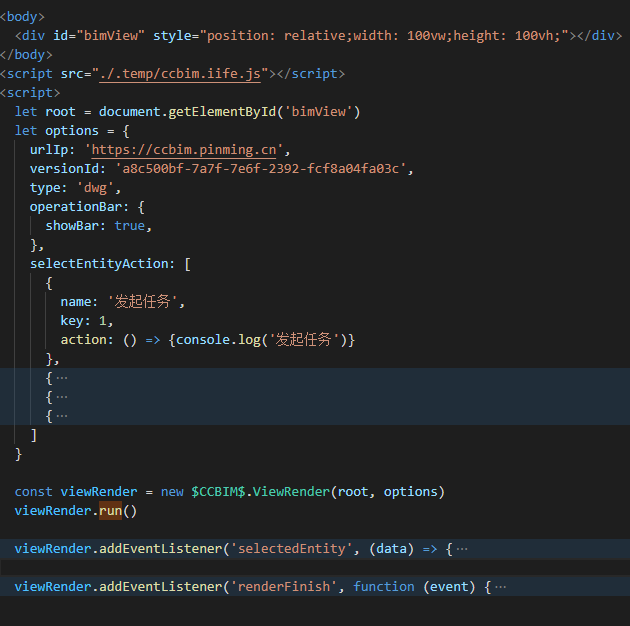 <body>
<div id="bimView" style="position: relative;width: 100vw;height: 100vh;"></div>
</body>
<script src="./.temp/ccbim.iife.js"></script>
<script>
let root = document.getElementById('bimView')
let options = {
urlIp: 'https://ccbim.pinming.cn',
versionId: 'a8c500bf-7a7f-7e6f-2392-fcf8a04fa03c',
type: 'dwg',
operationBar: {
showBar: true,
},
selectEntityAction: [
{
name: '发起任务',
key: 1,
action: () => {console.log('发起任务')}
},
{ ···
{ ···
{ ···
]
}
const viewRender = new $CCBIM$.ViewRender(root, options)
viewRender.run()
viewRender.addEventListener('selectedEntity', (data) => { ···
viewRender.addEventListener('renderFinish', function (event) { ···